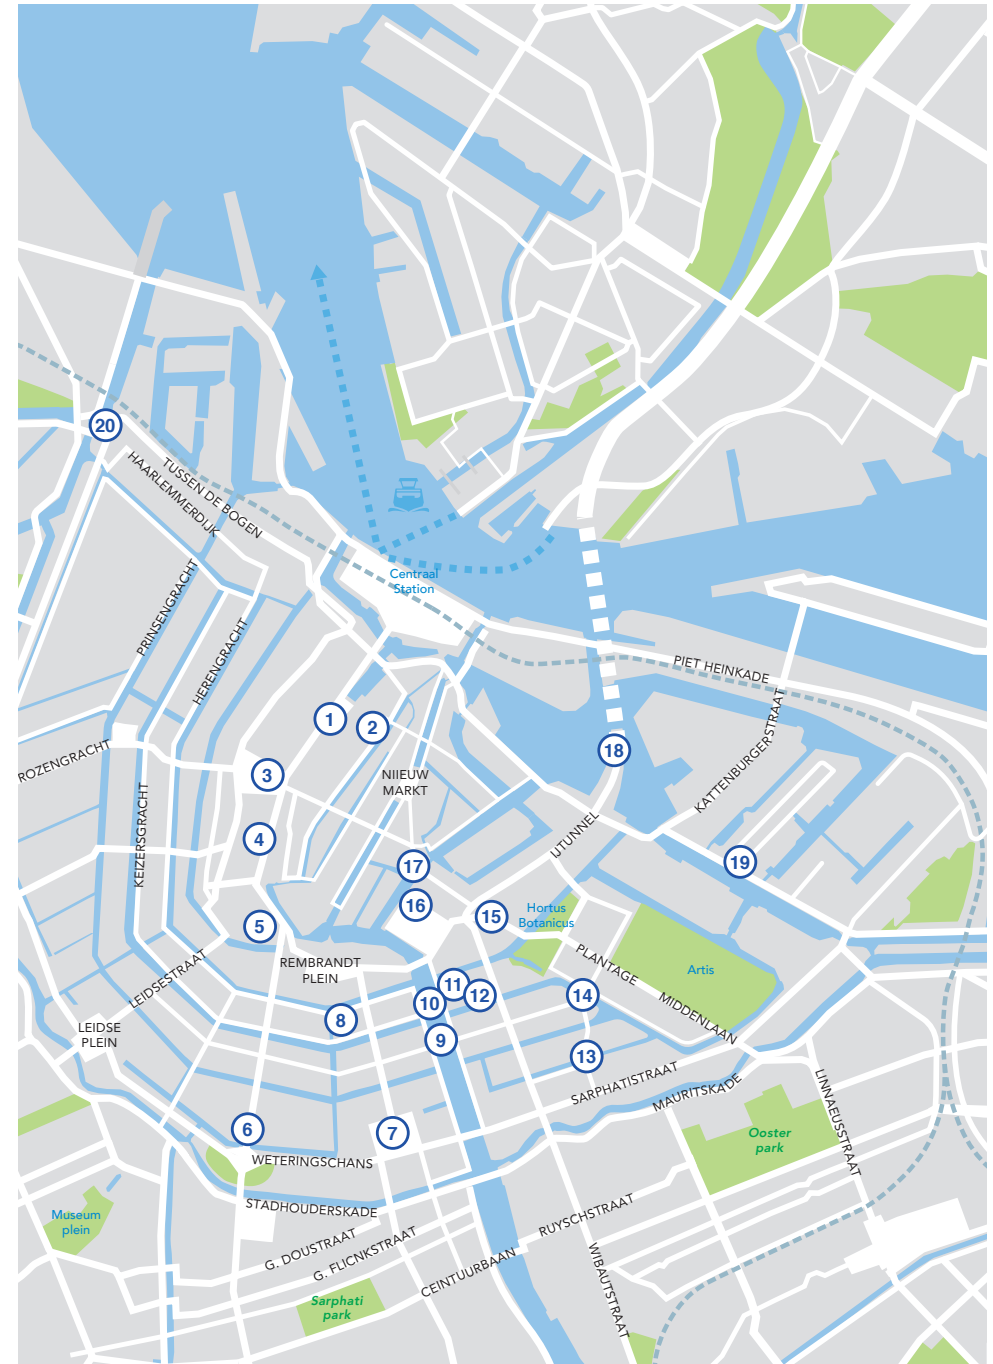 20
TUSSEN DE BOGEN
HAARLEMMERDIJK
Centraal
Station
PRINSENGRACHT
HERENGRACHT
PIET HEINKADE
KATTENBURGERSTRAAT
1
2
18
ROZENGRACHT
3
NIIEUW
MARKT
KEIZERSGRACHT
4
IJTUNNEL
19
17
16
15
Hortus
Botanicus
5
REMBRANDT
PLEIN
LEIDSESTRAAT
PLANTAGE
MIDDENLAAN
Artis
11
12
10
14
8
LEIDSE
PLEIN
9
13
SARPHATISTRAAT
MAURITSKADE
LINNAEUSSTRAAT
6
7
Ooster
park
WETERINGSCHANS
STADHOUDERSKADE
Museum
plein
RUYSCHSTRAAT
G. DOUSTRAAT
G. FLICNKSTRAAT
CEINTUURBAAN
WIBAUTSTRAAT
Sarphati
park